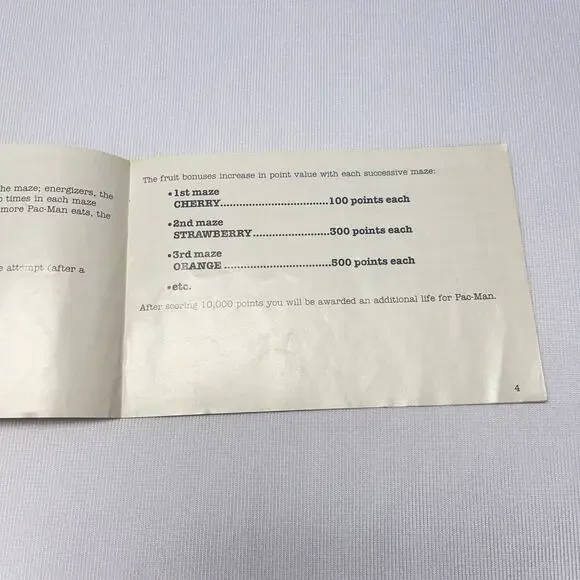 he maze; energizers, the
times in each maze
more Pac-Man eats, the
attempt (after a
The fruit bonuses increase in point value with each successive maze:
•1st maze
CHERRY..............................100 points each
•2nd maze
STRAWBERRY.....................300 points each
•3rd maze
ORANGE .............................500 points each
•etc.
After scoring 10,000 points you will be awarded an additional life for Pac-Man.
4